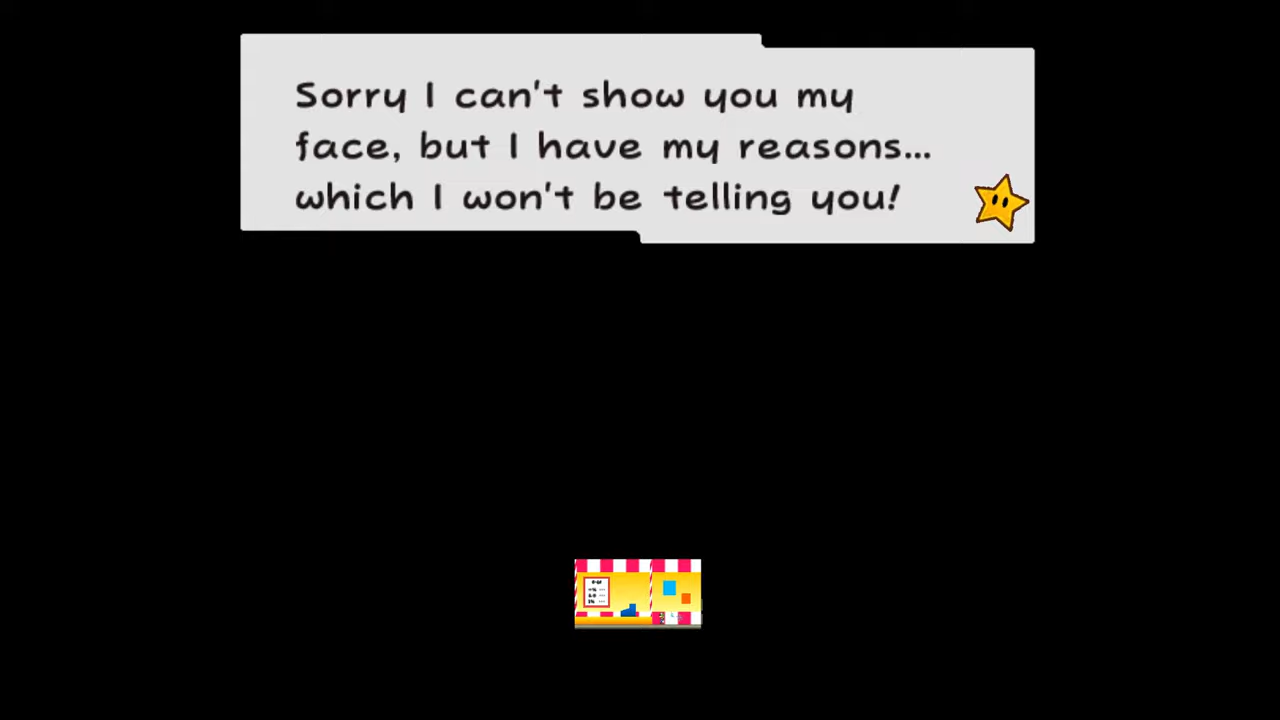 Sorry I can't show you my
face, but I have my reasons...
which I won't be telling you!